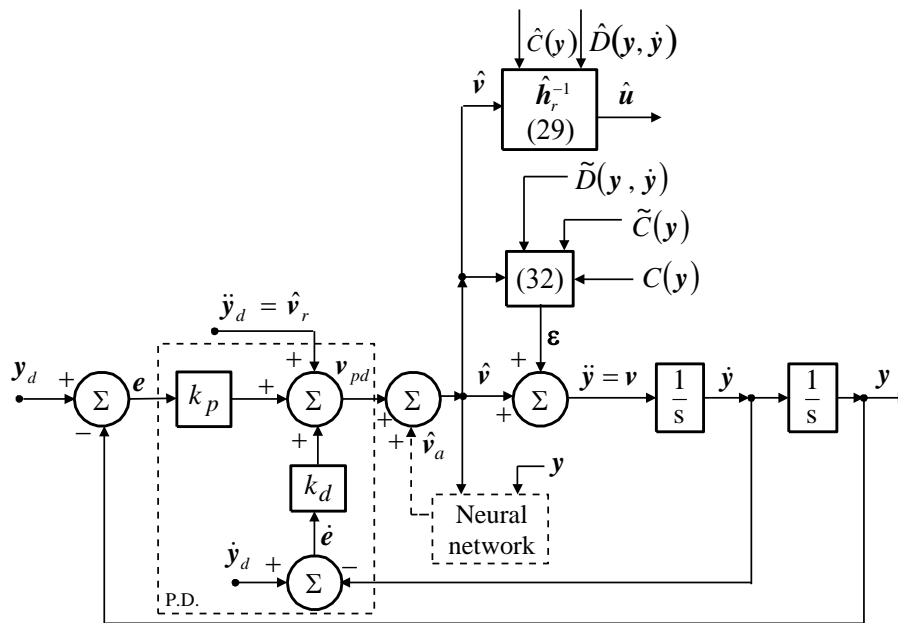 Ĉ(y) D̂(y, ẏ)
v̂
ĥ_r^{-1}
(29)
û
D̃(y , ẏ)
C̃(y)
(32)
C(y)
ÿ_d = v̂_r
ε
y_d + Σ − e
k_p + Σ + + v_pd
+ Σ + v̂_a
v̂ + Σ +
ÿ = v
1/s
ẏ
1/s
y
k_d
y
Neural
network
ė
ẏ_d + Σ −
P.D.